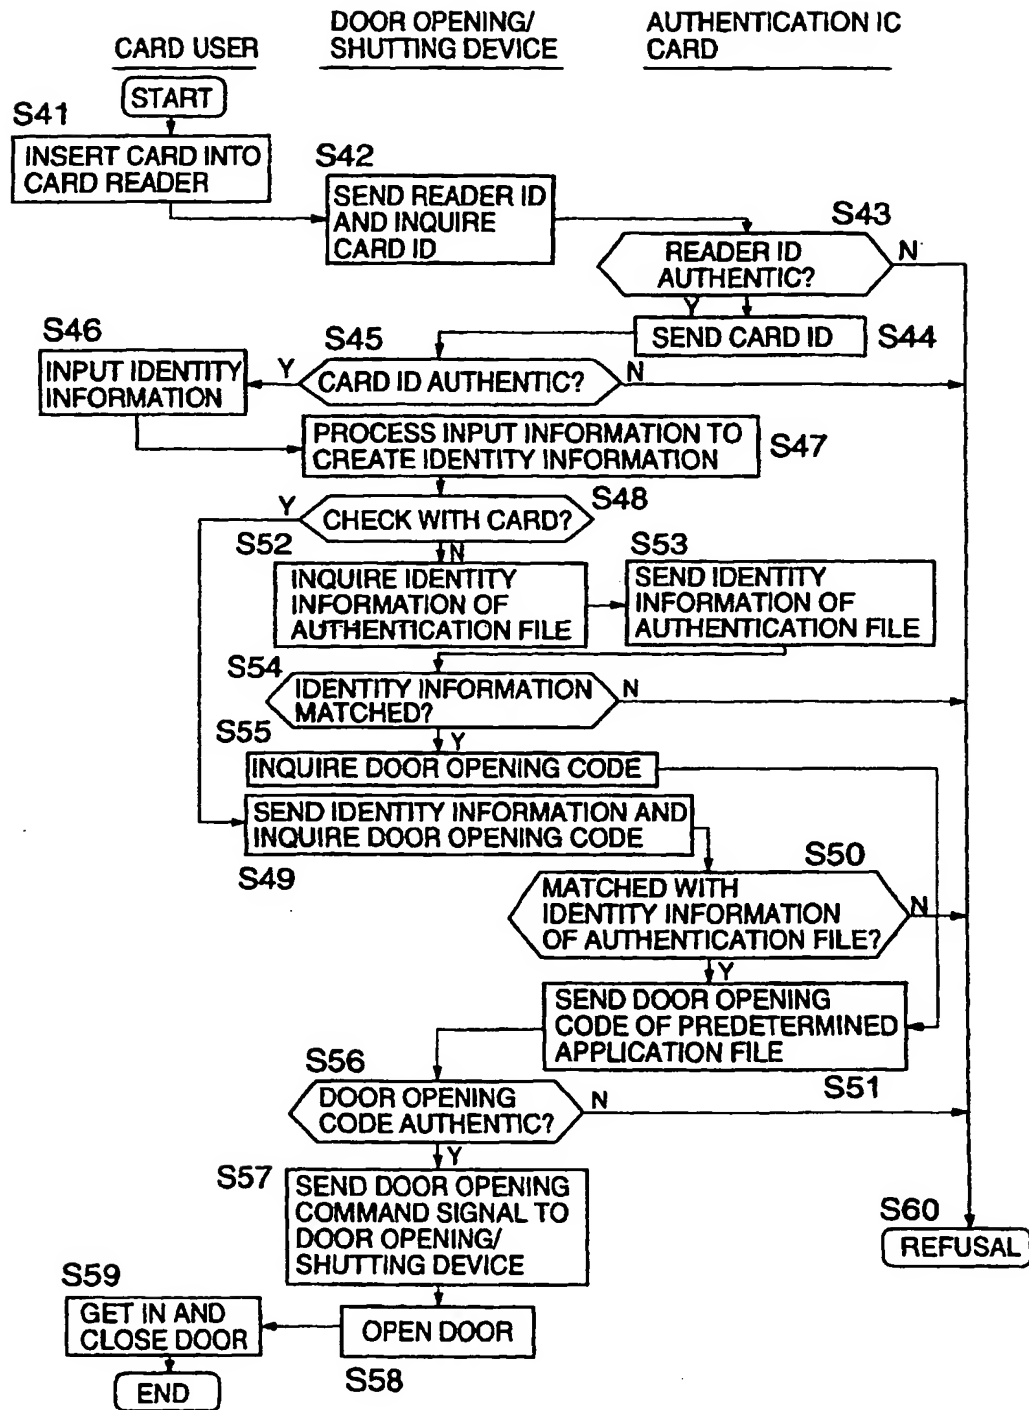 CARD USER
DOOR OPENING/
SHUTTING DEVICE
AUTHENTICATION IC
CARD
START
S41
INSERT CARD INTO
CARD READER
S42
SEND READER ID
AND INQUIRE
CARD ID
S43
READER ID
AUTHENTIC?
N
Y
SEND CARD ID
S44
S45
CARD ID AUTHENTIC?
Y
N
S46
INPUT IDENTITY
INFORMATION
PROCESS INPUT INFORMATION TO
CREATE IDENTITY INFORMATION
S47
S48
CHECK WITH CARD?
Y
N
S52
INQUIRE IDENTITY
INFORMATION OF
AUTHENTICATION FILE
S53
SEND IDENTITY
INFORMATION OF
AUTHENTICATION FILE
S54
IDENTITY INFORMATION
MATCHED?
N
Y
S55
INQUIRE DOOR OPENING CODE
SEND IDENTITY INFORMATION AND
INQUIRE DOOR OPENING CODE
S49
S50
MATCHED WITH
IDENTITY INFORMATION
OF AUTHENTICATION FILE?
N
Y
SEND DOOR OPENING
CODE OF PREDETERMINED
APPLICATION FILE
S51
S56
DOOR OPENING
CODE AUTHENTIC?
N
Y
S57
SEND DOOR OPENING
COMMAND SIGNAL TO
DOOR OPENING/
SHUTTING DEVICE
S60
REFUSAL
S59
GET IN AND
CLOSE DOOR
OPEN DOOR
S58
END